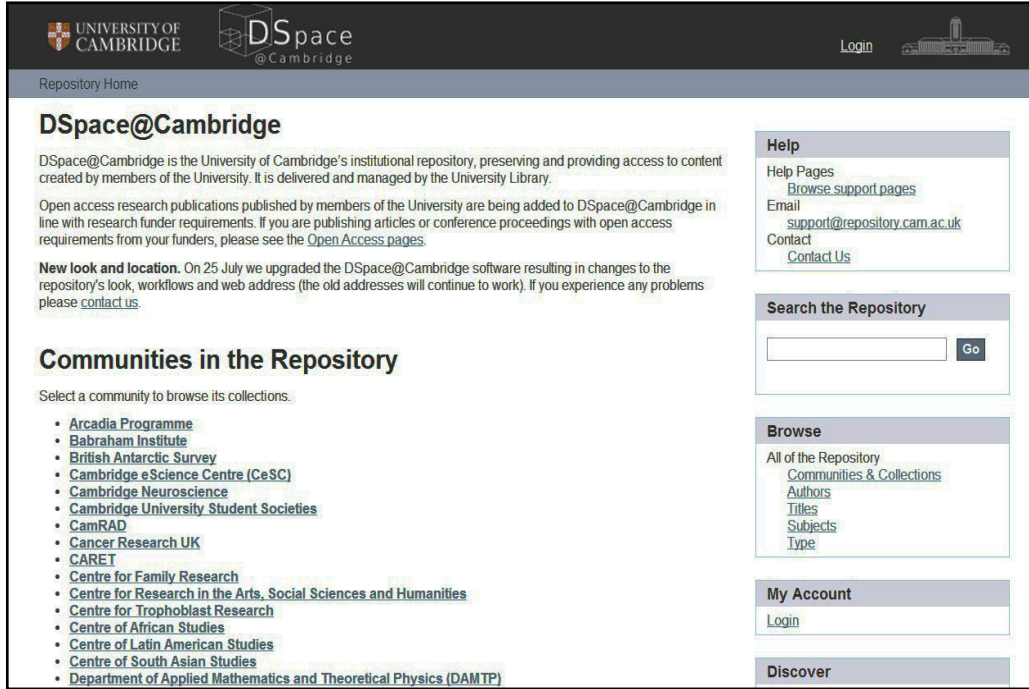 UNIVERSITY OF
CAMBRIDGE
DSpace
@Cambridge
Login
Repository Home
DSpace@Cambridge
DSpace@Cambridge is the University of Cambridge's institutional repository, preserving and providing access to content
created by members of the University. It is delivered and managed by the University Library.
Open access research publications published by members of the University are being added to DSpace@Cambridge in
line with research funder requirements. If you are publishing articles or conference proceedings with open access
requirements from your funders, please see the Open Access pages.
New look and location. On 25 July we upgraded the DSpace@Cambridge software resulting in changes to the
repository's look, workflows and web address (the old addresses will continue to work). If you experience any problems
please contact us.
Communities in the Repository
Select a community to browse its collections.
• Arcadia Programme
• Babraham Institute
• British Antarctic Survey
• Cambridge eScience Centre (CeSC)
• Cambridge Neuroscience
• Cambridge University Student Societies
• CamRAD
• Cancer Research UK
• CARET
• Centre for Family Research
• Centre for Research in the Arts, Social Sciences and Humanities
• Centre for Trophoblast Research
• Centre of African Studies
• Centre of Latin American Studies
• Centre of South Asian Studies
• Department of Applied Mathematics and Theoretical Physics (DAMTP)
Help
Help Pages
Browse support pages
Email
support@repository.cam.ac.uk
Contact
Contact Us
Search the Repository
Go
Browse
All of the Repository
Communities & Collections
Authors
Titles
Subjects
Type
My Account
Login
Discover